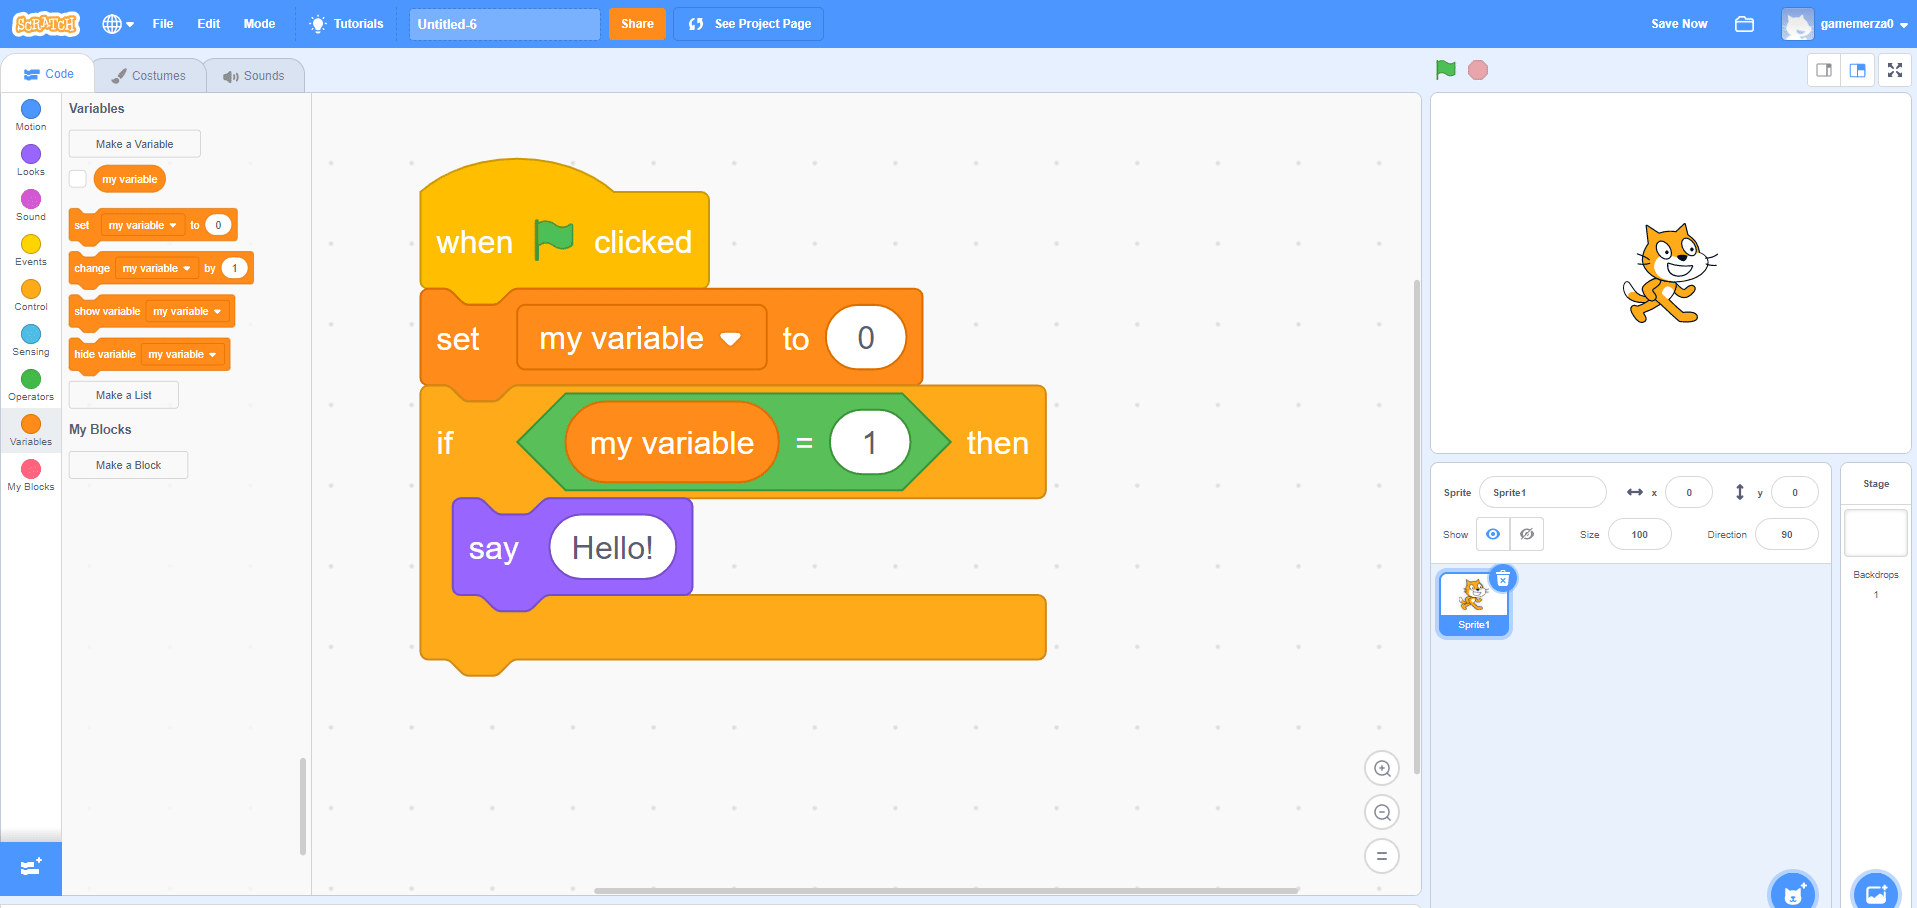 SCRATCH File Edit Mode Tutorials Untitled-6 Share See Project Page Save Now gamemerza0
Code Costumes Sounds
Motion
Looks
Sound
Events
Control
Sensing
Operators
Variables
My Blocks
Variables
Make a Variable
my variable
set my variable to 0
change my variable by 1
show variable my variable
hide variable my variable
Make a List
My Blocks
Make a Block
when clicked
set my variable to 0
if my variable = 1 then
say Hello!
Sprite Sprite1 x 0 y 0
Show Size 100 Direction 90
Sprite1
Stage
Backdrops
1